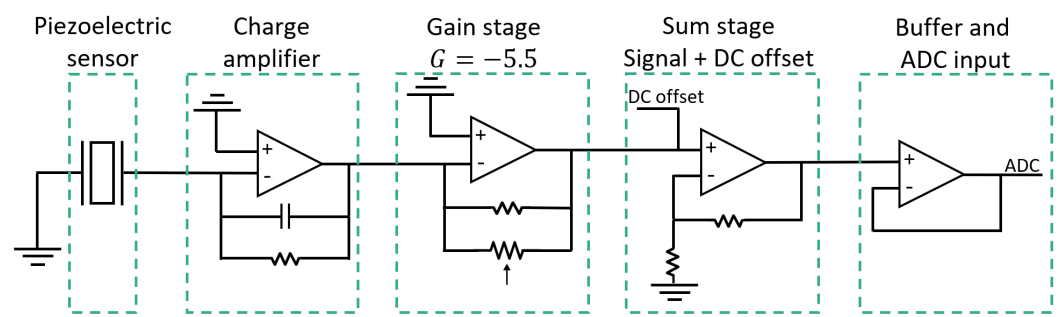 Piezoelectric
sensor
Charge
amplifier
Gain stage
G = −5.5
Sum stage
Signal + DC offset
Buffer and
ADC input
DC offset
+
-
+
-
+
-
+
-
ADC